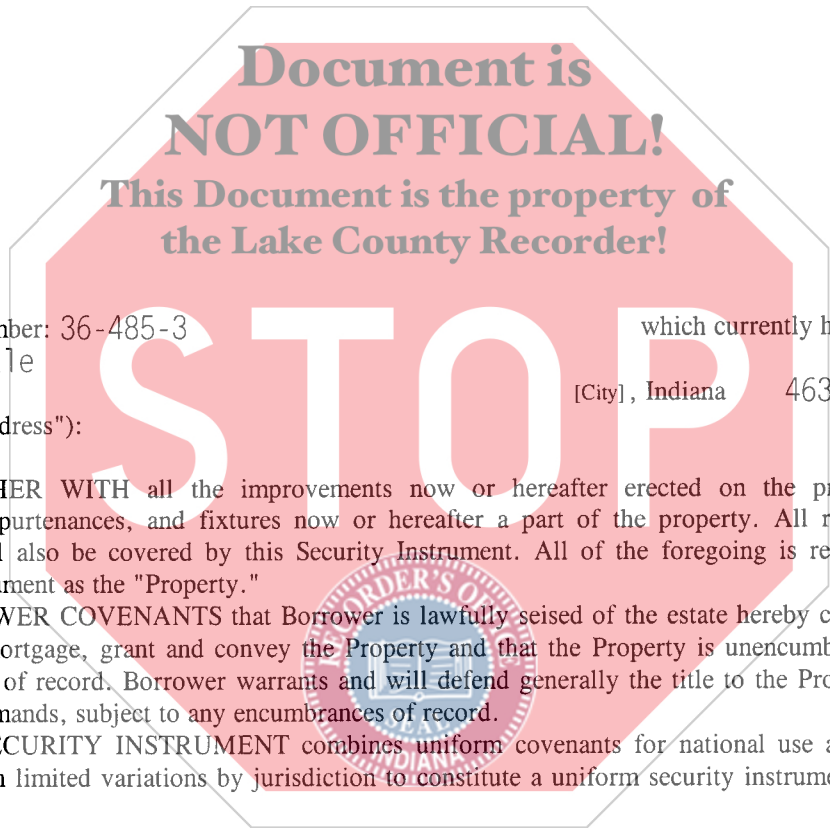 Document is
NOT OFFICIAL!
This Document is the property of
the Lake County Recorder!
STOP
nber: 36-485-3 which currently h
le
[City] , Indiana 463
dress"):
HER WITH all the improvements now or hereafter erected on the pr
purtenances, and fixtures now or hereafter a part of the property. All r
l also be covered by this Security Instrument. All of the foregoing is re
ument as the "Property."
WER COVENANTS that Borrower is lawfully seised of the estate hereby c
ortgage, grant and convey the Property and that the Property is unencumb
of record. Borrower warrants and will defend generally the title to the Pro
mands, subject to any encumbrances of record.
ECURITY INSTRUMENT combines uniform covenants for national use a
n limited variations by jurisdiction to constitute a uniform security instrume
RECORDER'S OFFICE
SEAL
INDIANA